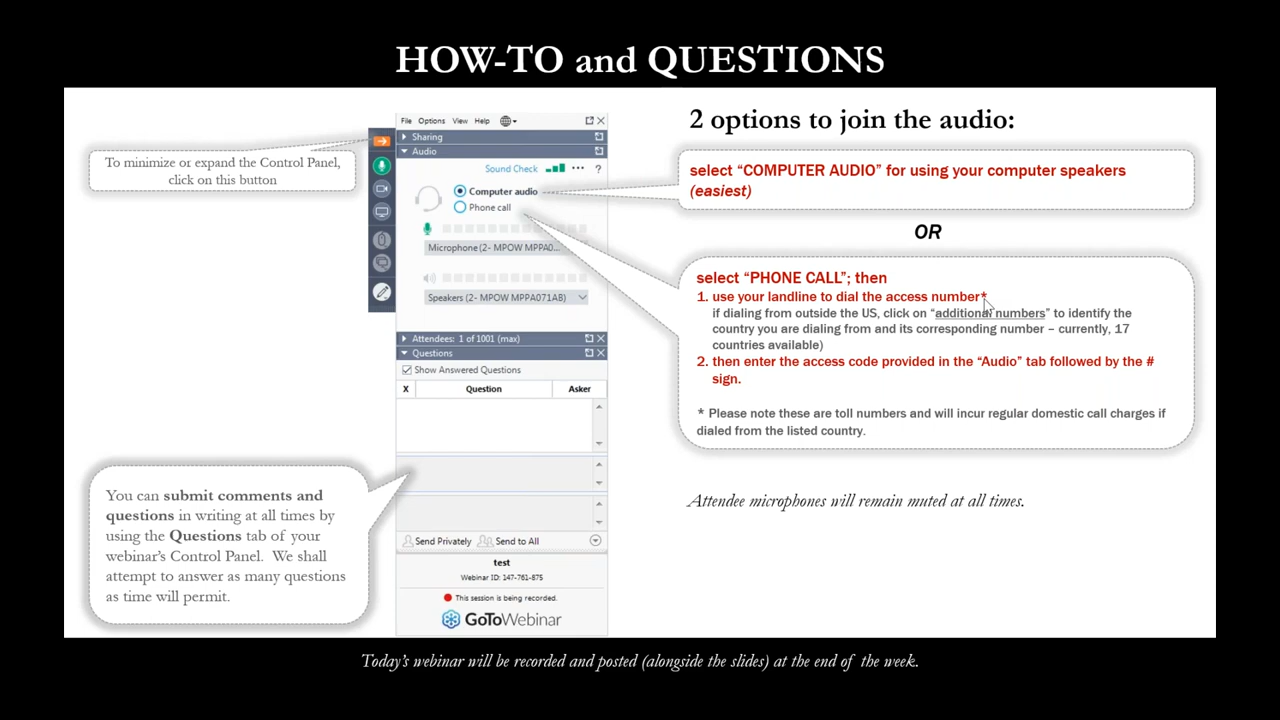 HOW-TO and QUESTIONS
To minimize or expand the Control Panel,
click on this button
File Options View Help
Sharing
Audio
Sound Check ?
Computer audio
Phone call
Microphone (2- MPOW MPPA0...
Speakers (2- MPOW MPPA071AB)
Attendees: 1 of 1001 (max)
Questions
Show Answered Questions
X Question Asker
Send Privately Send to All
test
Webinar ID: 147-761-875
This session is being recorded.
GoToWebinar
You can submit comments and
questions in writing at all times by
using the Questions tab of your
webinar's Control Panel. We shall
attempt to answer as many questions
as time will permit.
2 options to join the audio:
select “COMPUTER AUDIO” for using your computer speakers
(easiest)
OR
select “PHONE CALL”; then
1. use your landline to dial the access number*
if dialing from outside the US, click on “additional numbers” to identify the
country you are dialing from and its corresponding number – currently, 17
countries available)
2. then enter the access code provided in the “Audio” tab followed by the #
sign.
* Please note these are toll numbers and will incur regular domestic call charges if
dialed from the listed country.
Attendee microphones will remain muted at all times.
Today's webinar will be recorded and posted (alongside the slides) at the end of the week.